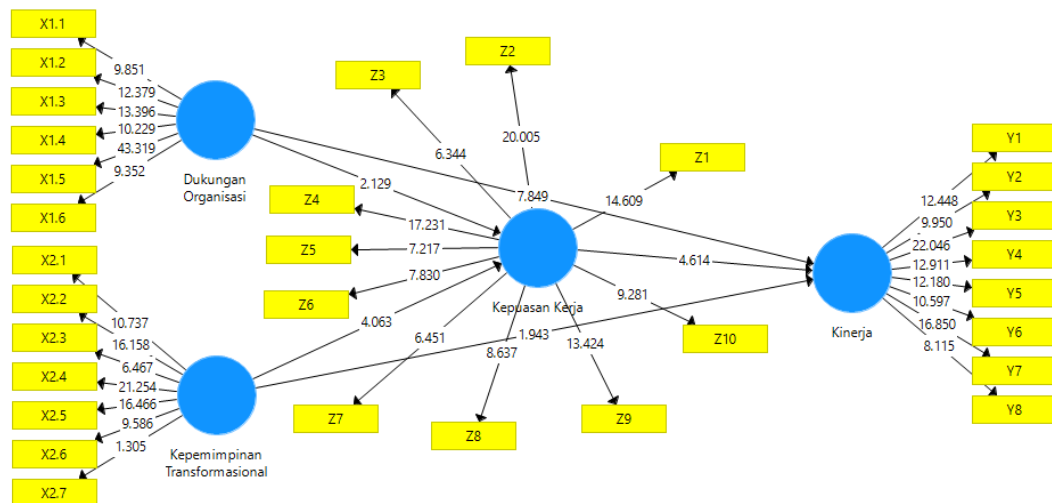 X1.1
X1.2
X1.3
X1.4
X1.5
X1.6
9.851
12.379
13.396
10.229
43.319
9.352
Dukungan
Organisasi
X2.1
X2.2
X2.3
X2.4
X2.5
X2.6
X2.7
10.737
16.158
6.467
21.254
16.466
9.586
1.305
Kepemimpinan
Transformasional
2.129
7.849
4.063
1.943
4.614
Z3
Z2
Z1
Z4
Z5
Z6
Z7
Z8
Z9
Z10
6.344
20.005
14.609
17.231
7.217
7.830
6.451
8.637
13.424
9.281
Kepuasan Kerja
Kinerja
12.448
9.950
22.046
12.911
12.180
10.597
16.850
8.115
Y1
Y2
Y3
Y4
Y5
Y6
Y7
Y8